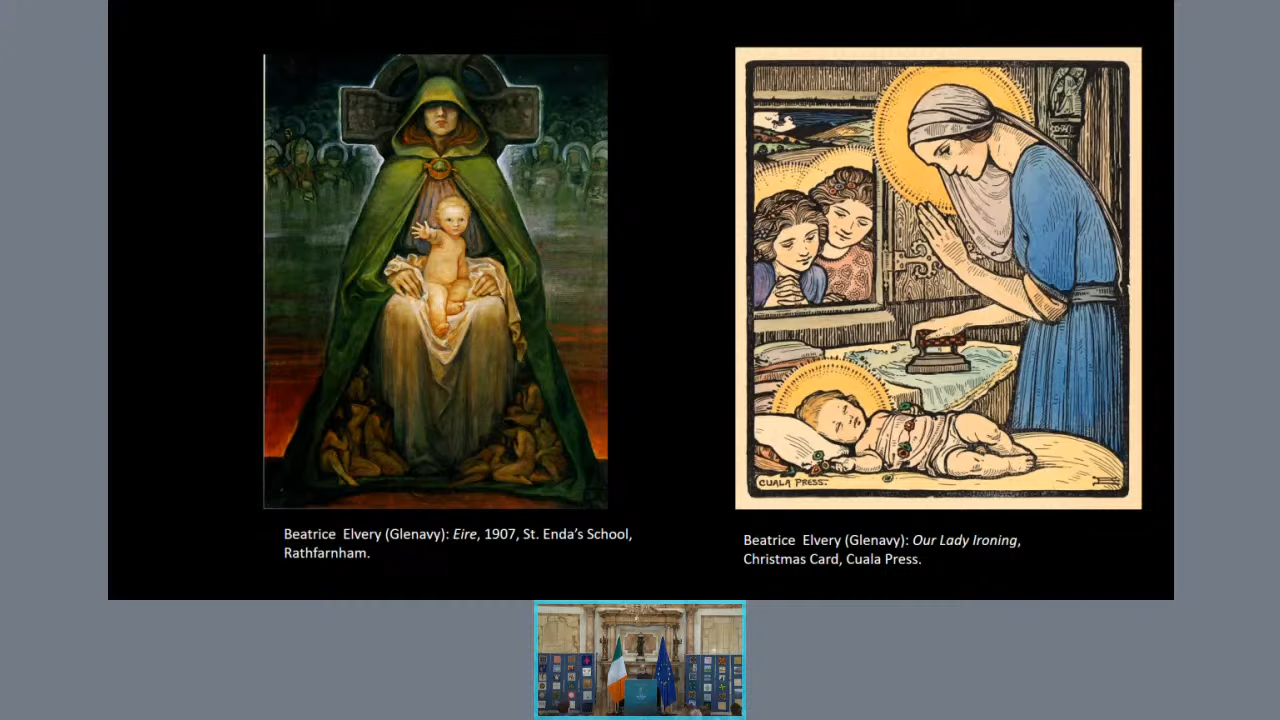 CUALA PRESS.
Beatrice Elvery (Glenavy): Eire, 1907, St. Enda's School,
Rathfarnham.
Beatrice Elvery (Glenavy): Our Lady Ironing,
Christmas Card, Cuala Press.